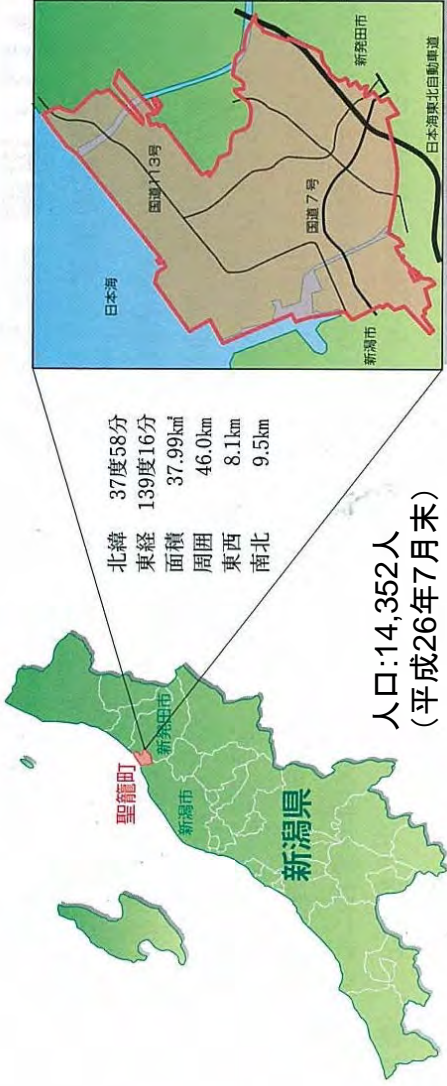 聖籠町
新発田市
新潟市
新潟県
北緯 37度58分
東経 139度16分
面積 37.99k㎡
周囲 46.0km
東西 8.1km
南北 9.5km
人口:14,352人
(平成26年7月末)
日本海
国道113号
国道7号
新発田市
新潟市
日本海東北自動車道